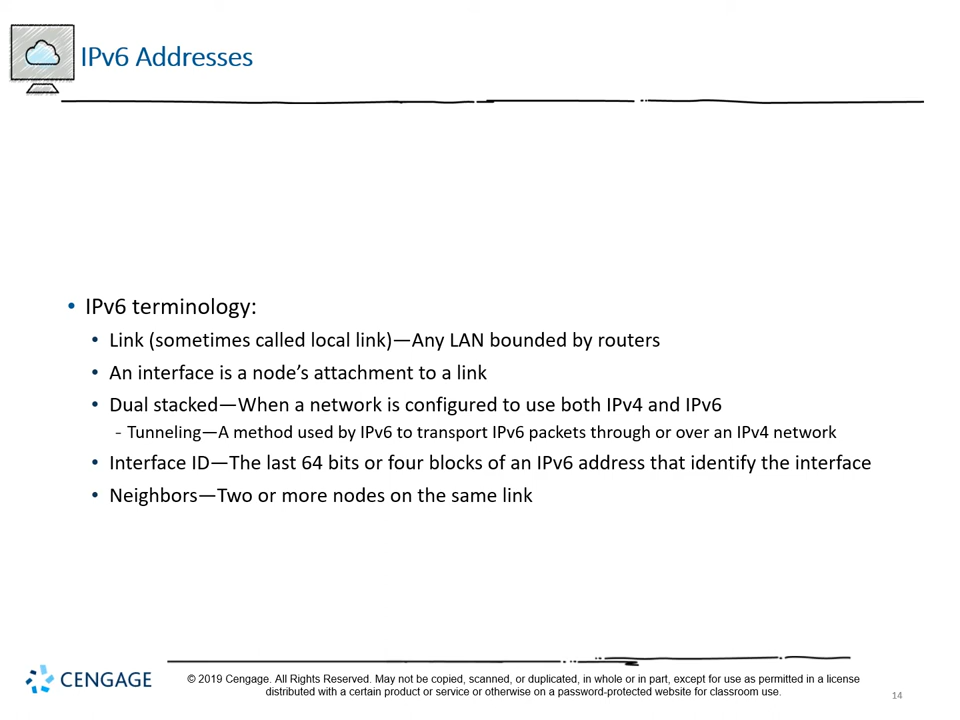 IPv6 Addresses
• IPv6 terminology:
• Link (sometimes called local link)—Any LAN bounded by routers
• An interface is a node’s attachment to a link
• Dual stacked—When a network is configured to use both IPv4 and IPv6
- Tunneling—A method used by IPv6 to transport IPv6 packets through or over an IPv4 network
• Interface ID—The last 64 bits or four blocks of an IPv6 address that identify the interface
• Neighbors—Two or more nodes on the same link
CENGAGE
© 2019 Cengage. All Rights Reserved. May not be copied, scanned, or duplicated, in whole or in part, except for use as permitted in a license
distributed with a certain product or service or otherwise on a password-protected website for classroom use.
14